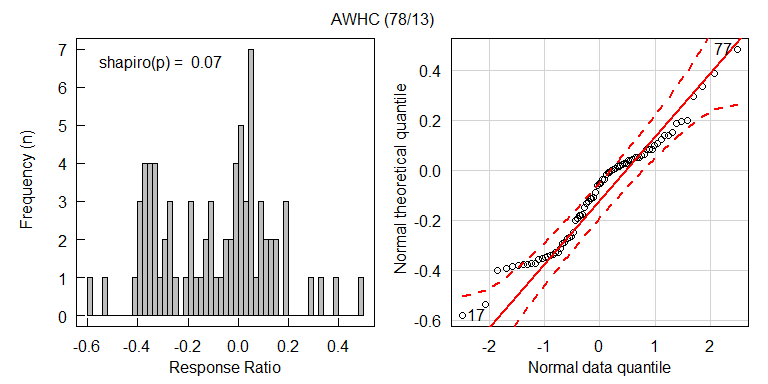 AWHC (78/13)
Frequency (n)
7
6
5
4
3
2
1
0
shapiro(p) = 0.07
-0.6 -0.4 -0.2 0.0 0.2 0.4
Response Ratio
Normal theoretical quantile
0.4
0.2
0.0
-0.2
-0.4
-0.6
77
17
-2 -1 0 1 2
Normal data quantile